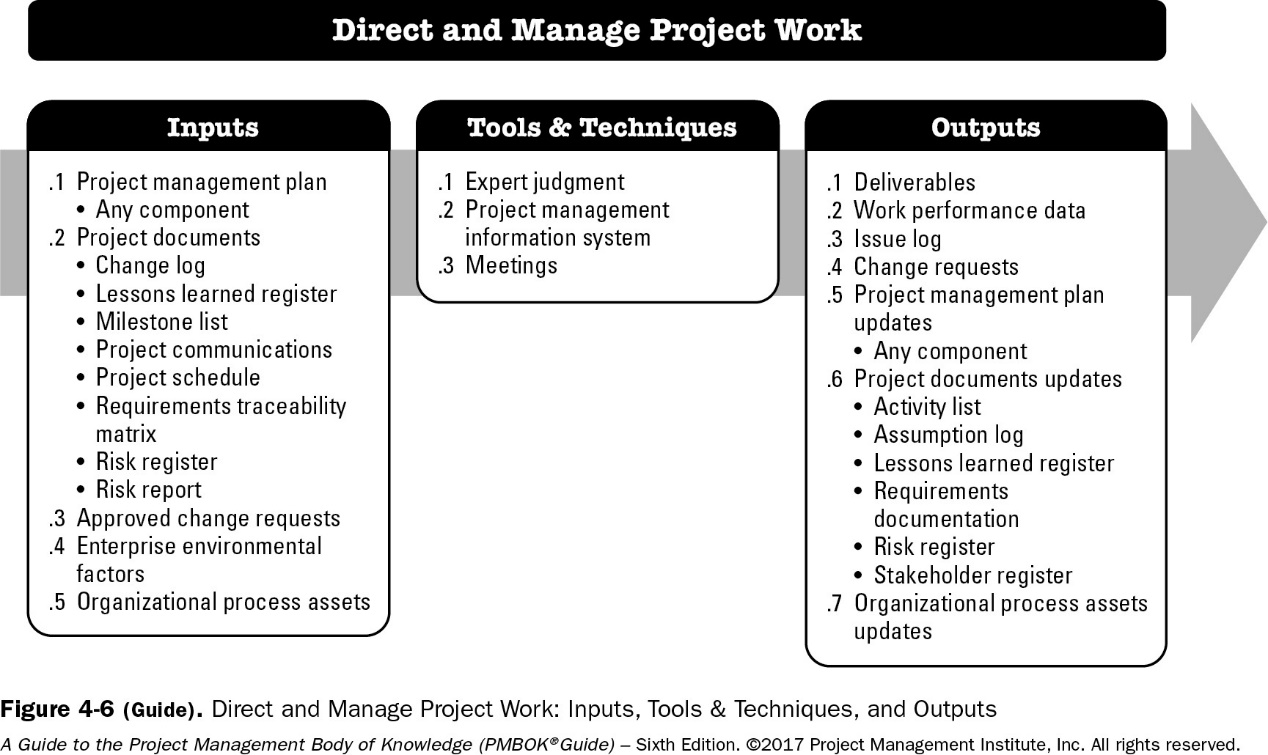 Direct and Manage Project Work
Inputs
.1 Project management plan
• Any component
.2 Project documents
• Change log
• Lessons learned register
• Milestone list
• Project communications
• Project schedule
• Requirements traceability
matrix
• Risk register
• Risk report
.3 Approved change requests
.4 Enterprise environmental
factors
.5 Organizational process assets
Tools & Techniques
.1 Expert judgment
.2 Project management
information system
.3 Meetings
Outputs
.1 Deliverables
.2 Work performance data
.3 Issue log
.4 Change requests
.5 Project management plan
updates
• Any component
.6 Project documents updates
• Activity list
• Assumption log
• Lessons learned register
• Requirements
documentation
• Risk register
• Stakeholder register
.7 Organizational process assets
updates
Figure 4-6 (Guide). Direct and Manage Project Work: Inputs, Tools & Techniques, and Outputs
A Guide to the Project Management Body of Knowledge (PMBOK® Guide) – Sixth Edition. ©2017 Project Management Institute, Inc. All rights reserved.